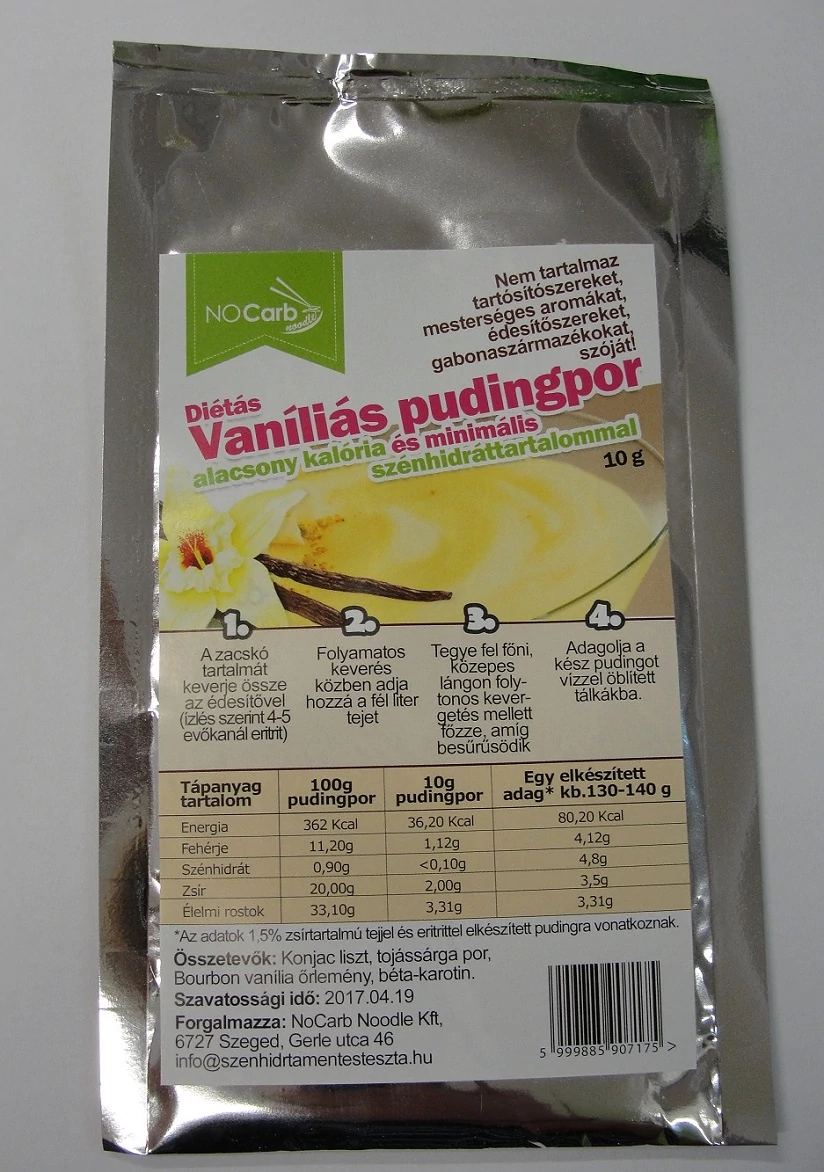 NOCarb
noodle
Nem tartalmaz
tartósítószereket,
mesterséges aromákat,
édesítőszereket,
gabonaszármazékokat,
szóját!
Diétás
Vaníliás pudingpor
alacsony kalória és minimális
szénhidráttartalommal
10 g
1.
A zacskó
tartalmát
keverje össze
az édesítővel
(ízlés szerint 4-5
evőkanál eritrit)
2.
Folyamatos
keverés
közben adja
hozzá a fél liter
tejet
3.
Tegye fel főni,
közepes
lángon foly-
tonos kever-
getés mellett
főzze, amíg
besűrűsödik
4.
Adagolja a
kész pudingot
vízzel öblített
tálkákba.
Tápanyag tartalom 100g pudingpor 10g pudingpor Egy elkészített adag* kb.130-140 g
Energia 362 Kcal 36,20 Kcal 80,20 Kcal
Fehérje 11,20g 1,12g 4,12g
Szénhidrát 0,90g <0,10g 4,8g
Zsír 20,00g 2,00g 3,5g
Élelmi rostok 33,10g 3,31g 3,31g
*Az adatok 1,5% zsírtartalmú tejjel és eritrittel elkészített pudingra vonatkoznak.
Összetevők: Konjac liszt, tojássárga por,
Bourbon vanília őrlemény, béta-karotin.
Szavatossági idő: 2017.04.19
Forgalmazza: NoCarb Noodle Kft,
6727 Szeged, Gerle utca 46
info@szenhidrtamentesteszta.hu
5 999885 907175 >